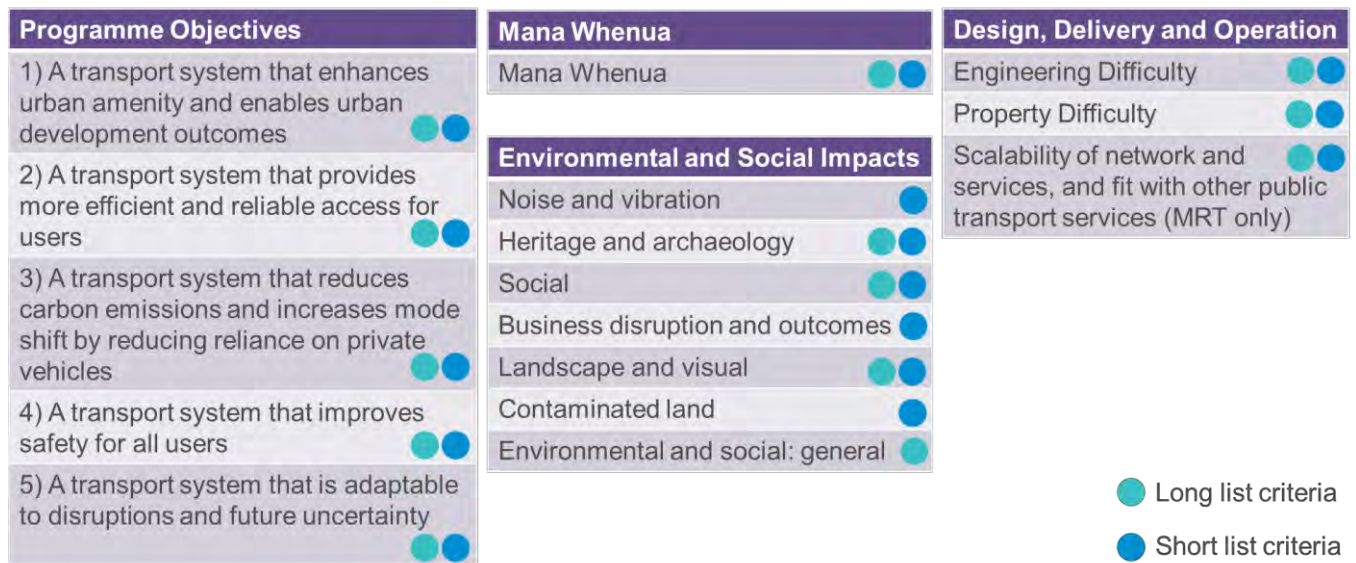 Programme Objectives
1) A transport system that enhances
urban amenity and enables urban
development outcomes
2) A transport system that provides
more efficient and reliable access for
users
3) A transport system that reduces
carbon emissions and increases mode
shift by reducing reliance on private
vehicles
4) A transport system that improves
safety for all users
5) A transport system that is adaptable
to disruptions and future uncertainty
Mana Whenua
Mana Whenua
Environmental and Social Impacts
Noise and vibration
Heritage and archaeology
Social
Business disruption and outcomes
Landscape and visual
Contaminated land
Environmental and social: general
Design, Delivery and Operation
Engineering Difficulty
Property Difficulty
Scalability of network and
services, and fit with other public
transport services (MRT only)
Long list criteria
Short list criteria